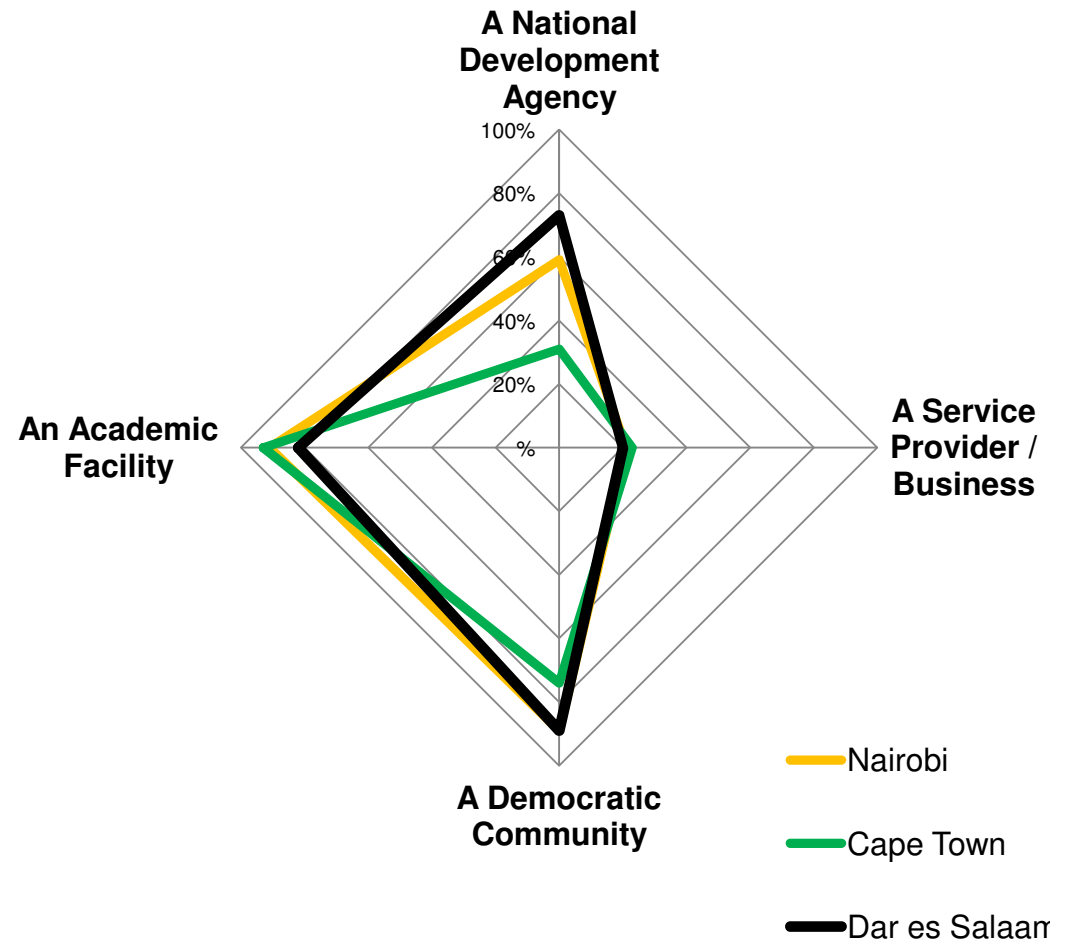 A National
Development
Agency
100%
80%
60%
40%
20%
%
An Academic
Facility
A Service
Provider /
Business
A Democratic
Community
Nairobi
Cape Town
Dar es Salaam